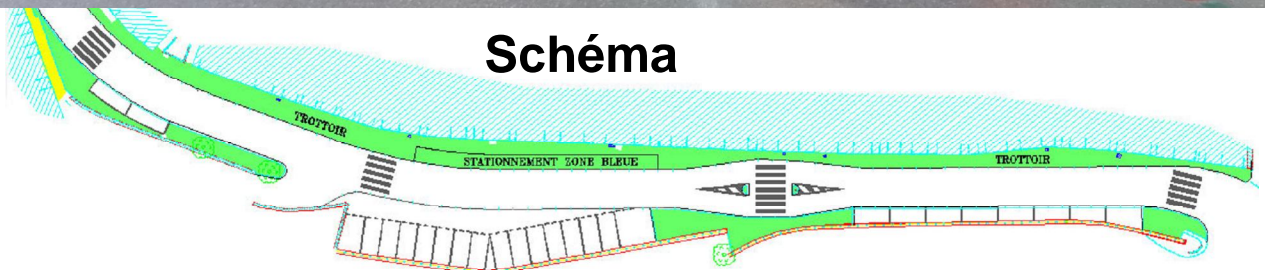 Schéma
TROTTOIR
STATIONNEMENT ZONE BLEUE
TROTTOIR